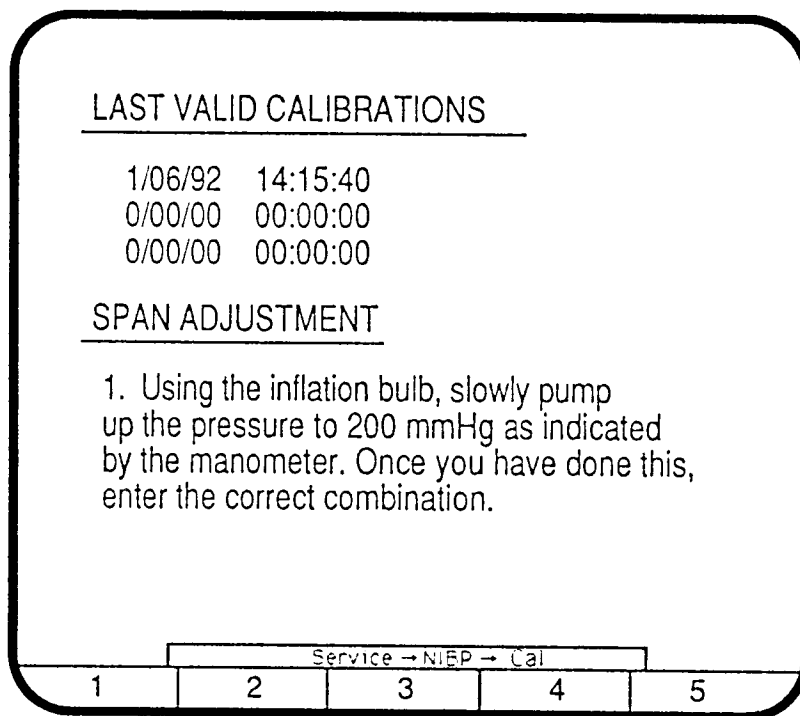 LAST VALID CALIBRATIONS
1/06/92 14:15:40
0/00/00 00:00:00
0/00/00 00:00:00
SPAN ADJUSTMENT
1. Using the inflation bulb, slowly pump
up the pressure to 200 mmHg as indicated
by the manometer. Once you have done this,
enter the correct combination.
Service → NIBP → Cal
1 2 3 4 5